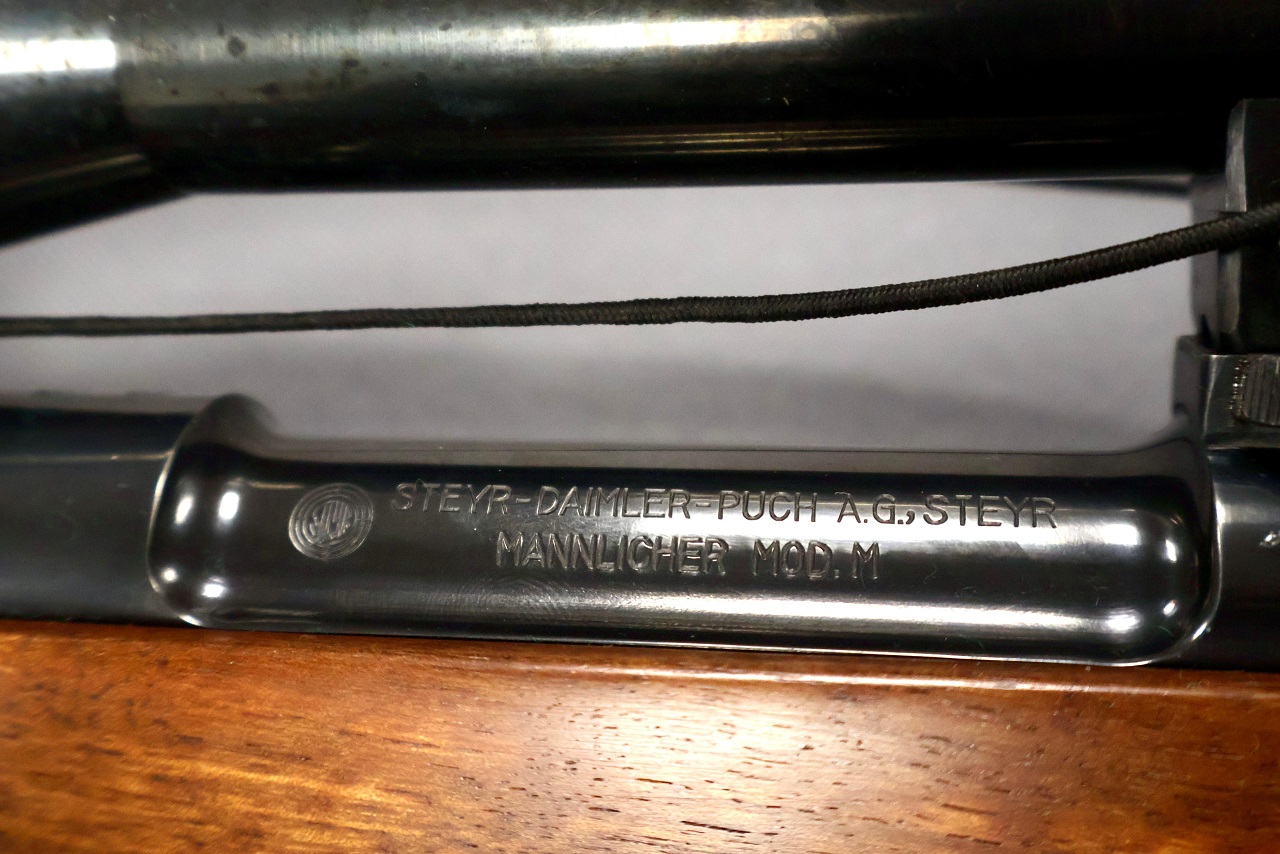 STEYR-DAIMLER-PUCH A.G., STEYR
MANNLICHER MOD. M